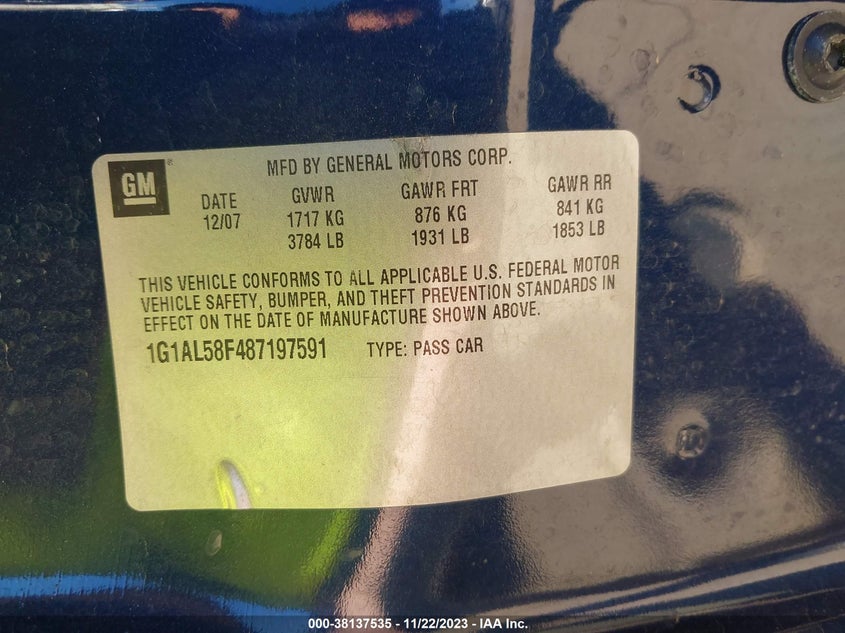 GM
MFD BY GENERAL MOTORS CORP.
DATE GVWR GAWR FRT GAWR RR
12/07 1717 KG 876 KG 841 KG
3784 LB 1931 LB 1853 LB
THIS VEHICLE CONFORMS TO ALL APPLICABLE U.S. FEDERAL MOTOR
VEHICLE SAFETY, BUMPER, AND THEFT PREVENTION STANDARDS IN
EFFECT ON THE DATE OF MANUFACTURE SHOWN ABOVE.
1G1AL58F487197591 TYPE: PASS CAR
000-38137535 - 11/22/2023 - IAA Inc.